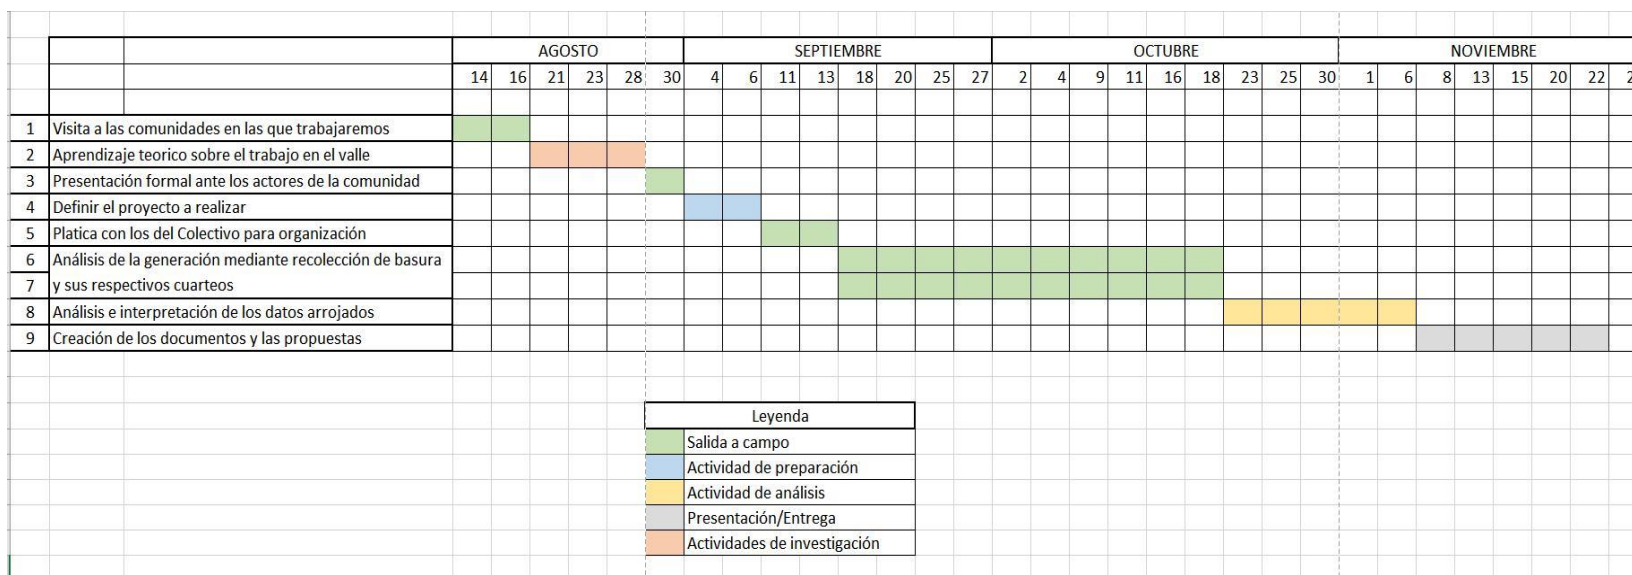 AGOSTO SEPTIEMBRE OCTUBRE NOVIEMBRE
14 16 21 23 28 30 4 6 11 13 18 20 25 27 2 4 9 11 16 18 23 25 30 1 6 8 13 15 20 22
1 Visita a las comunidades en las que trabajaremos
2 Aprendizaje teorico sobre el trabajo en el valle
3 Presentación formal ante los actores de la comunidad
4 Definir el proyecto a realizar
5 Platica con los del Colectivo para organización
6 Análisis de la generación mediante recolección de basura
7 y sus respectivos cuarteos
8 Análisis e interpretación de los datos arrojados
9 Creación de los documentos y las propuestas
Leyenda
Salida a campo
Actividad de preparación
Actividad de análisis
Presentación/Entrega
Actividades de investigación